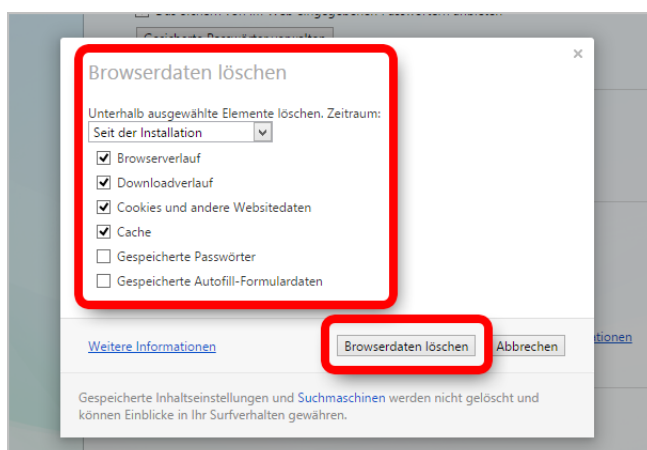 Browserdaten löschen
Unterhalb ausgewählte Elemente löschen. Zeitraum:
Seit der Installation
Browserverlauf
Downloadverlauf
Cookies und andere Websitedaten
Cache
Gespeicherte Passwörter
Gespeicherte Autofill-Formulardaten
Weitere Informationen
Browserdaten löschen
Abbrechen
Gespeicherte Inhaltseinstellungen und Suchmaschinen werden nicht gelöscht und
können Einblicke in Ihr Surfverhalten gewähren.